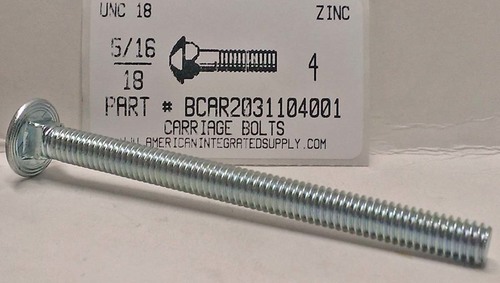 UNC 18 ZINC
5/16
18 4
PART # BCAR2031104001
CARRIAGE BOLTS
WWW.AMERICANINTEGRATEDSUPPLY.COM